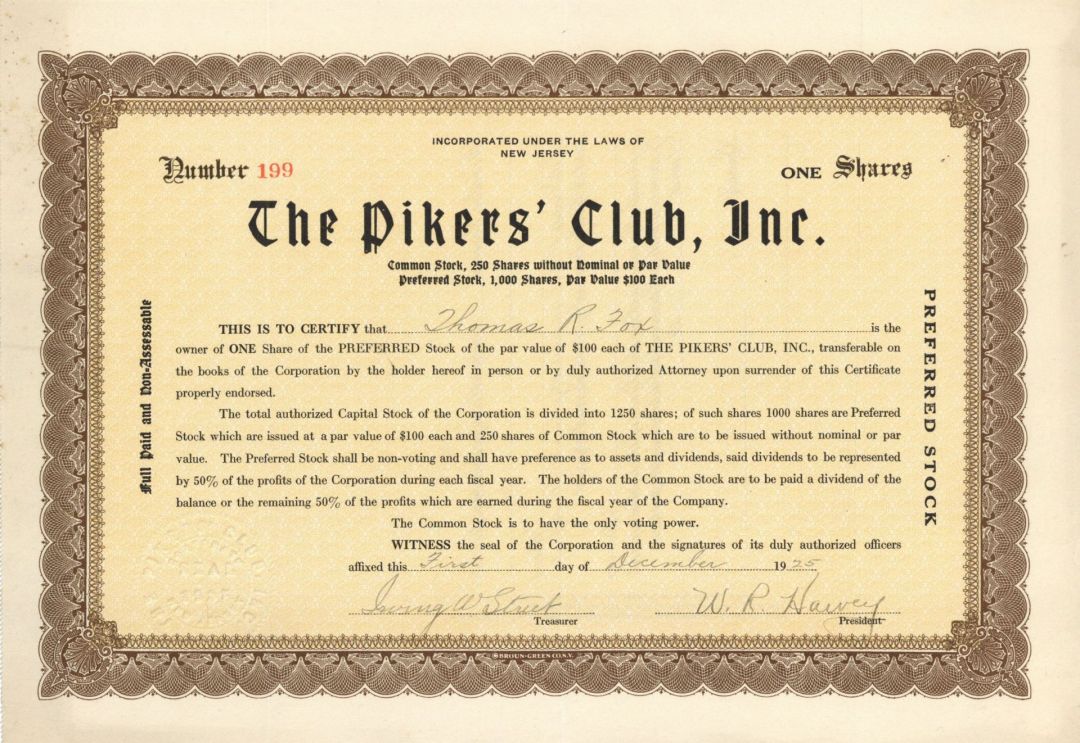 INCORPORATED UNDER THE LAWS OF
NEW JERSEY
Number 199
ONE Shares
The Pikers' Club, Inc.
Common Stock, 250 Shares without Nominal or Par Value
Preferred Stock, 1,000 Shares, Par Value $100 Each
Full Paid and Non-Assessable
PREFERRED STOCK
THIS IS TO CERTIFY that Thomas R. Fox is the
owner of ONE Share of the PREFERRED Stock of the par value of $100 each of THE PIKERS' CLUB, INC., transferable on
the books of the Corporation by the holder hereof in person or by duly authorized Attorney upon surrender of this Certificate
properly endorsed.
The total authorized Capital Stock of the Corporation is divided into 1250 shares; of such shares 1000 shares are Preferred
Stock which are issued at a par value of $100 each and 250 shares of Common Stock which are to be issued without nominal or par
value. The Preferred Stock shall be non-voting and shall have preference as to assets and dividends, said dividends to be represented
by 50% of the profits of the Corporation during each fiscal year. The holders of the Common Stock are to be paid a dividend of the
balance or the remaining 50% of the profits which are earned during the fiscal year of the Company.
The Common Stock is to have the only voting power.
WITNESS the seal of the Corporation and the signatures of its duly authorized officers
affixed this First day of December 1925
Irving W. W. R. Harvey
Treasurer
President
BROUN-GREEN CO. N.Y.